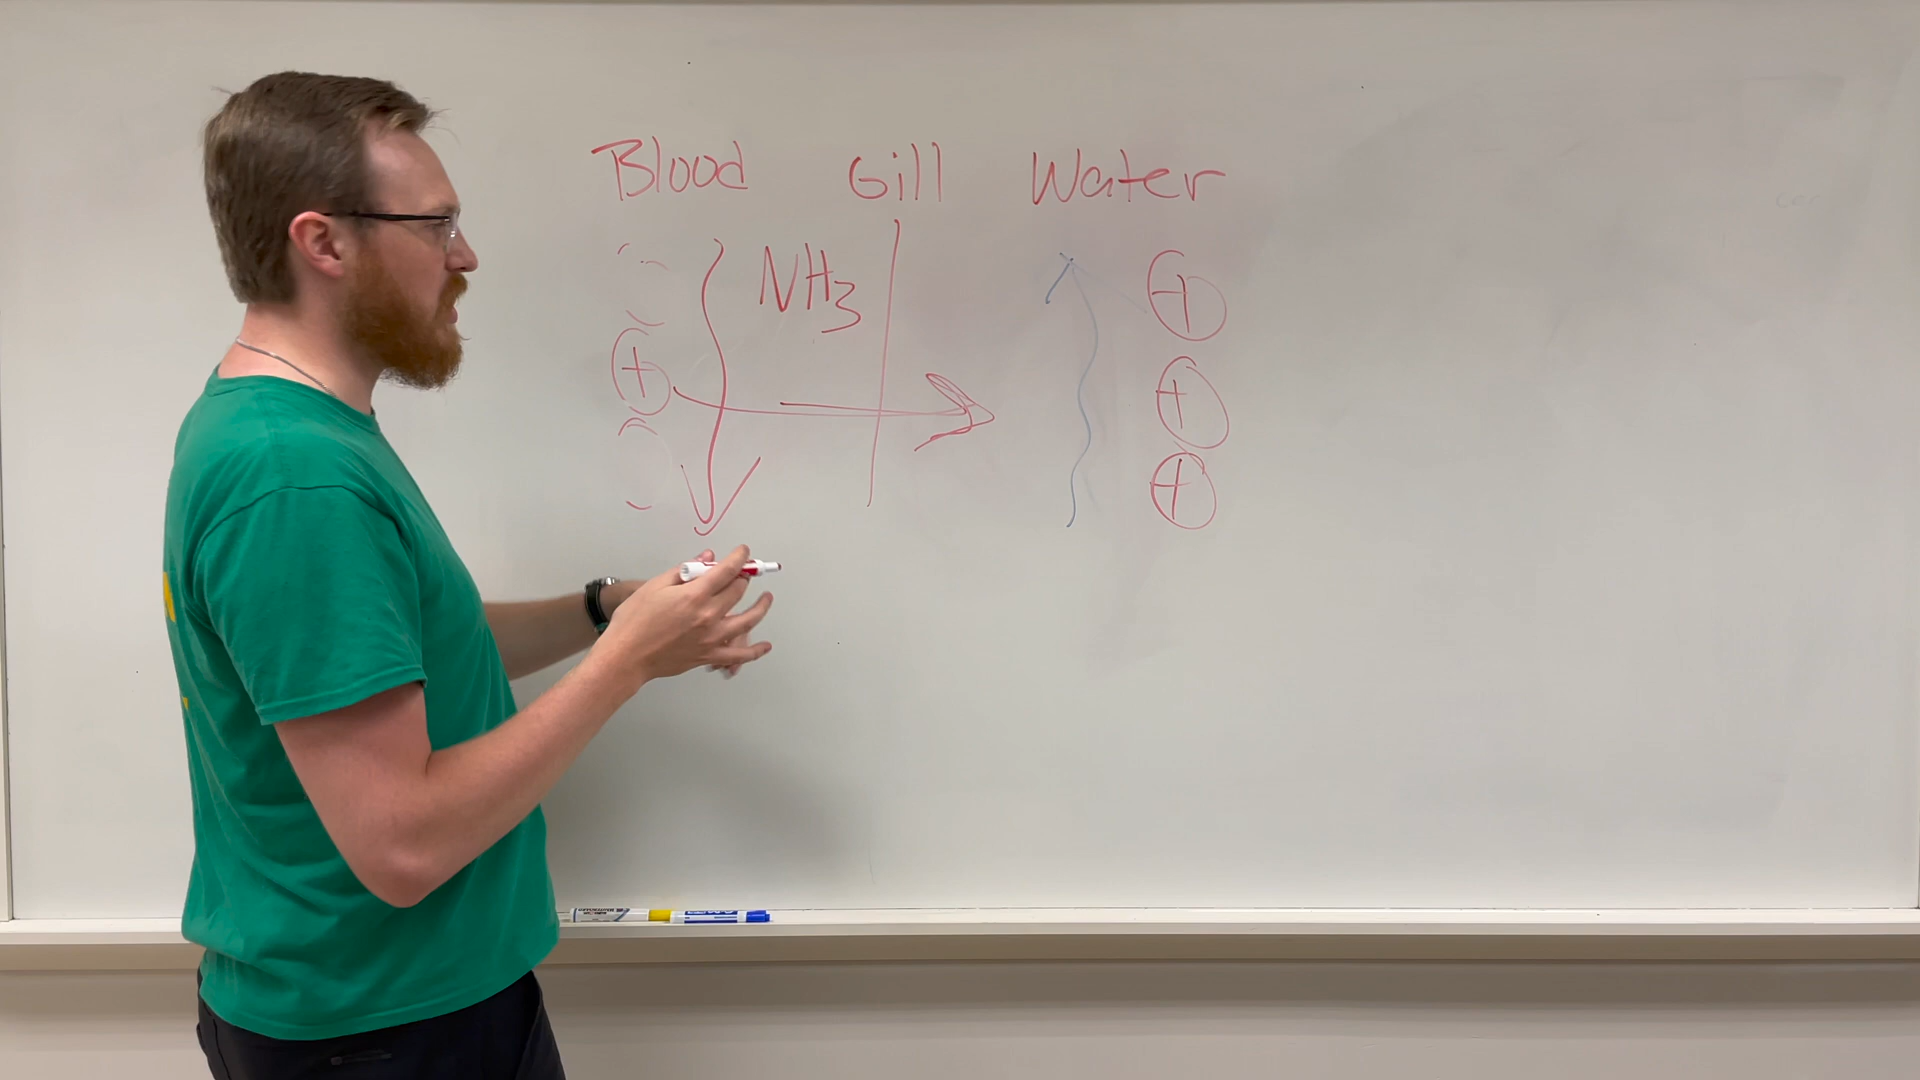 Blood Gill Water
NH3
+ +
+
+